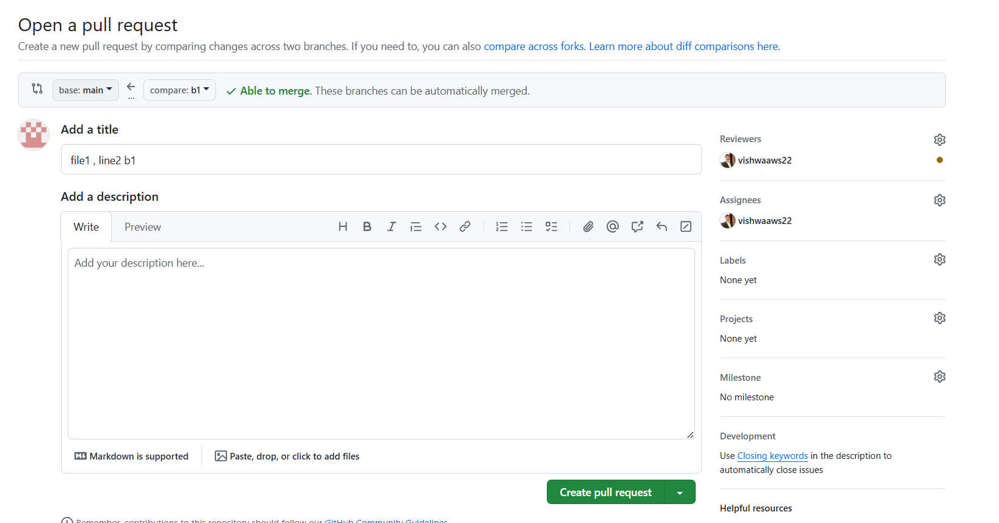 Open a pull request
Create a new pull request by comparing changes across two branches. If you need to, you can also compare across forks. Learn more about diff comparisons here.
base: main
...
compare: b1
Able to merge. These branches can be automatically merged.
Add a title
file1 , line2 b1
Add a description
Write
Preview
Add your description here...
Markdown is supported
Paste, drop, or click to add files
Create pull request
Remember, contributions to this repository should follow our GitHub Community Guidelines.
Reviewers
vishwaaws22
Assignees
vishwaaws22
Labels
None yet
Projects
None yet
Milestone
No milestone
Development
Use Closing keywords in the description to
automatically close issues
Helpful resources